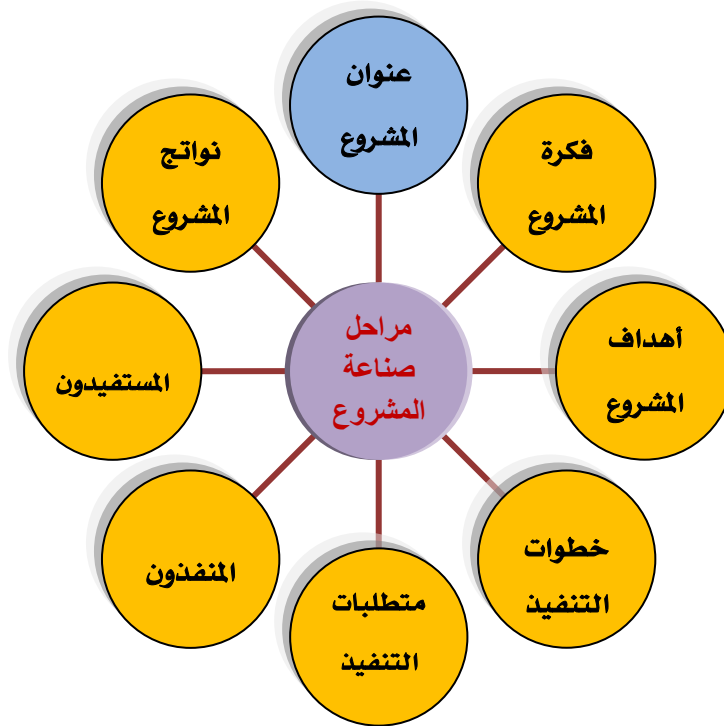 عنوان
المشروع
فكرة
المشروع
أهداف
المشروع
خطوات
التنفيذ
متطلبات
التنفيذ
المنفذون
المستفيدون
نواتج
المشروع
مراحل
صناعة
المشروع